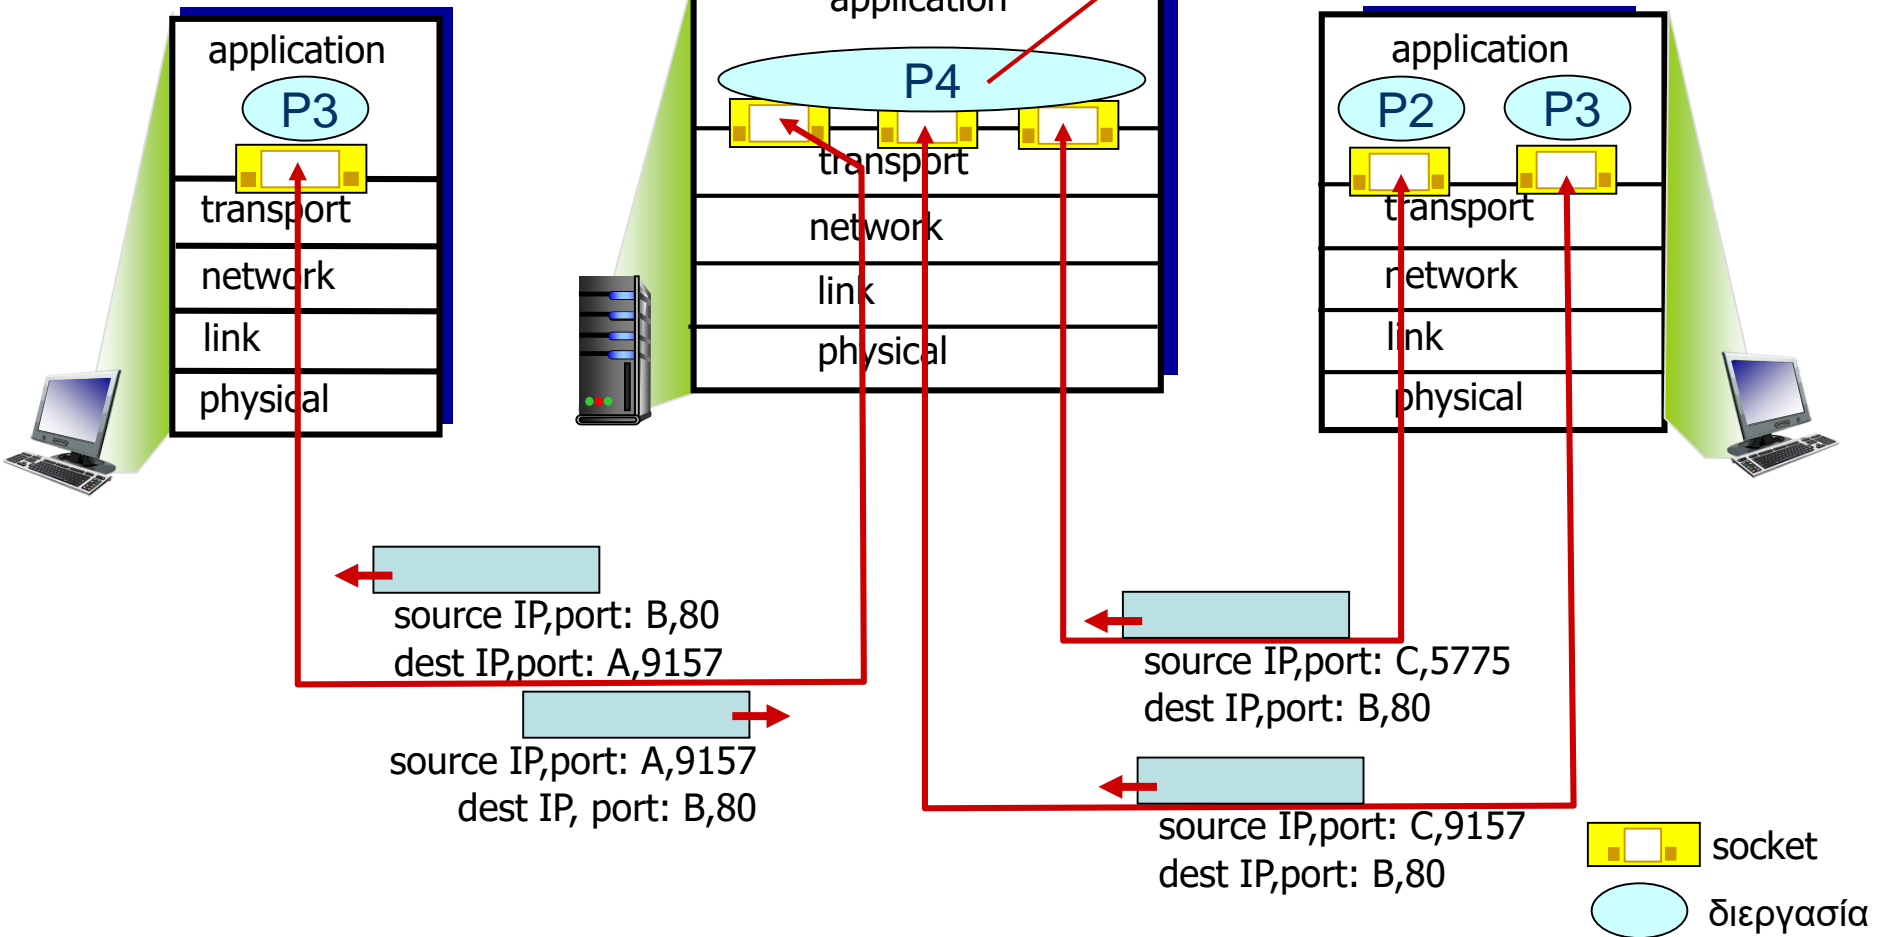 application
P3
transport
network
link
physical
application
P4
transport
network
link
physical
application
P2
P3
transport
network
link
physical
source IP,port: B,80
dest IP,port: A,9157
source IP,port: A,9157
dest IP, port: B,80
source IP,port: C,5775
dest IP,port: B,80
source IP,port: C,9157
dest IP,port: B,80
socket
διεργασία